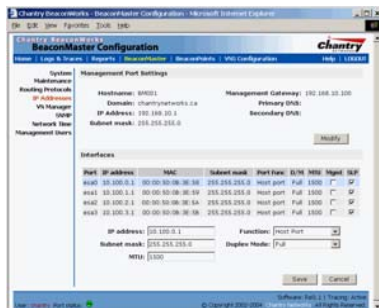 Chantry BeaconWorks - BeaconMaster Configuration - Microsoft Internet Explorer
File Edit View Favorites Tools Help
Chantry BeaconWorks
BeaconMaster Configuration
Chantry
Home | Logs & Traces | Reports | BeaconMaster | BeaconPoints | VNS Configuration
Help | LOGOUT
System Maintenance
Routing Protocols
IP Addresses
VN Manager
SNMP
Network Time
Management Users
Management Port Settings
Hostname: BM001
Management Gateway: 192.168.10.100
Domain: chantrynetworks.ca
Primary DNS:
IP Address: 192.168.10.1
Secondary DNS:
Subnet mask: 255.255.255.0
Modify
Interfaces
Port IP address MAC Subnet mask Port Func D/M MTU Mgmt SLP
esa0 10.100.0.1 255.255.255.0 Host port Full 1500
esa1 10.100.1.1 255.255.255.0 Host port Full 1500
esa2 10.100.2.1 255.255.255.0 Host port Full 1500
esa3 10.100.3.1 255.255.255.0 Host port Full 1500
IP address: 10.100.0.1
Function: Host Port
Subnet mask: 255.255.255.0
Duplex Mode: Full
MTU: 1500
Save Cancel
User: chantry Port status: